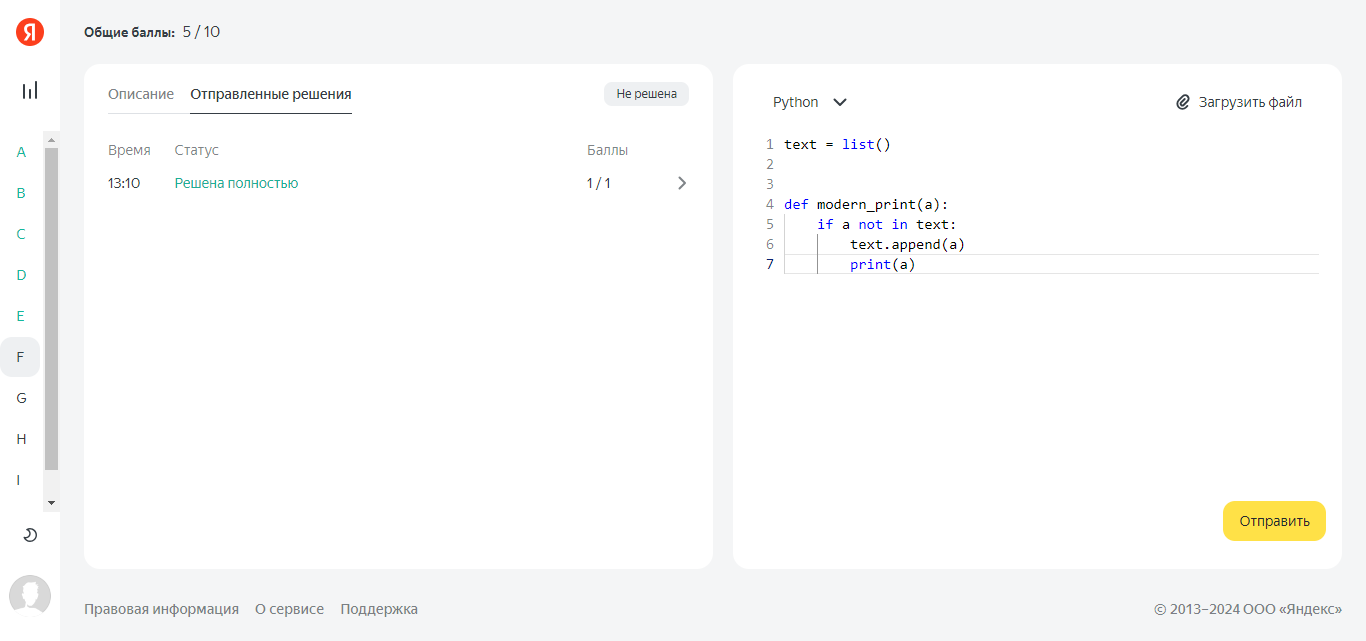 Я
Общие баллы: 5 / 10
A
B
C
D
E
F
G
H
I
Описание Отправленные решения Не решена
Время Статус Баллы
13:10 Решена полностью 1 / 1
Python Загрузить файл
1 text = list()
2
3
4 def modern_print(a):
5 if a not in text:
6 text.append(a)
7 print(a)
Отправить
Правовая информация О сервисе Поддержка © 2013–2024 ООО «Яндекс»